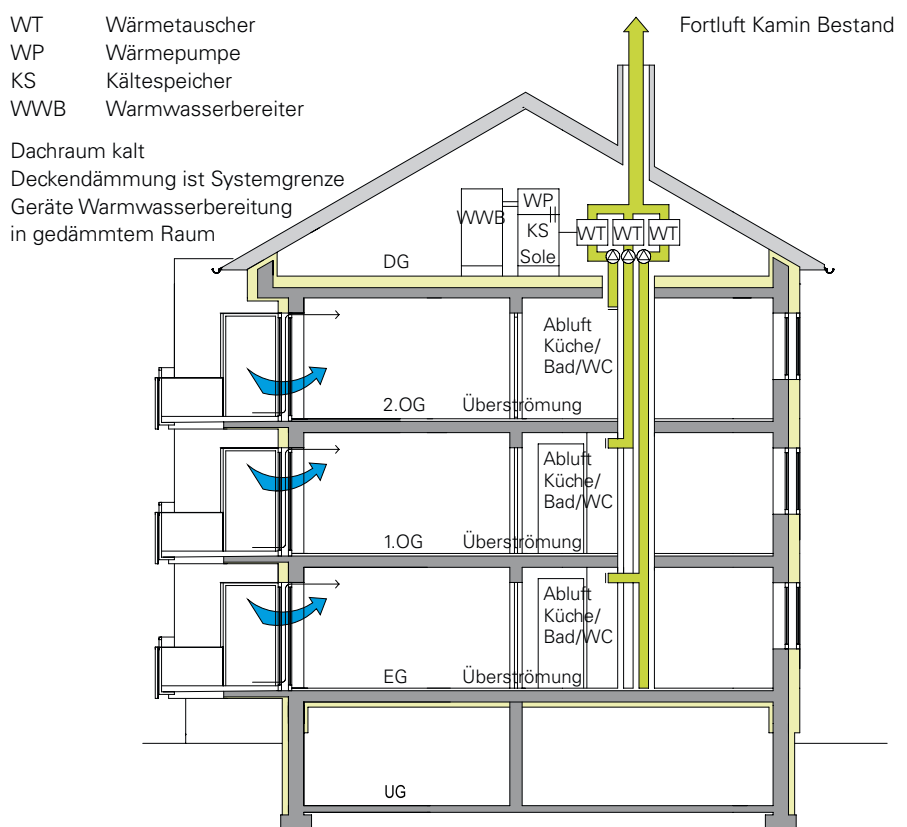 WT Wärmetauscher
WP Wärmepumpe
KS Kältespeicher
WWB Warmwasserbereiter
Dachraum kalt
Deckendämmung ist Systemgrenze
Geräte Warmwasserbereitung
in gedämmtem Raum
Fortluft Kamin Bestand
WWB
WP
KS
Sole
WT WT WT
DG
Abluft
Küche/
Bad/WC
2.OG Überströmung
Abluft
Küche/
Bad/WC
1.OG Überströmung
Abluft
Küche/
Bad/WC
EG Überströmung
UG